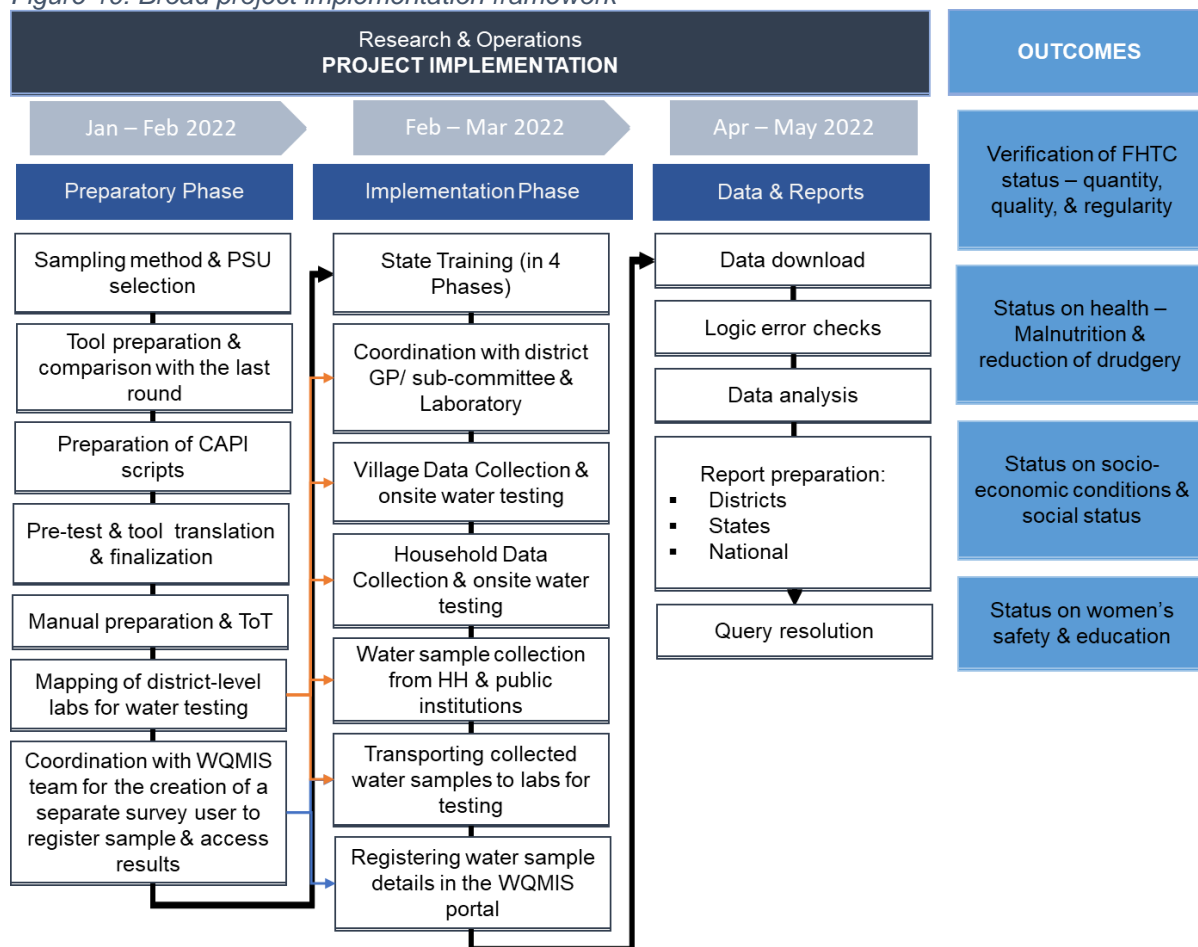 Figure 10: Broad project implementation framework
Research & Operations
PROJECT IMPLEMENTATION
Jan – Feb 2022
Feb – Mar 2022
Apr – May 2022
Preparatory Phase
Implementation Phase
Data & Reports
Sampling method & PSU
selection
Tool preparation &
comparison with the last
round
Preparation of CAPI
scripts
Pre-test & tool translation
& finalization
Manual preparation & ToT
Mapping of district-level
labs for water testing
Coordination with WQMIS
team for the creation of a
separate survey user to
register sample & access
results
State Training (in 4
Phases)
Coordination with district
GP/ sub-committee &
Laboratory
Village Data Collection &
onsite water testing
Household Data
Collection & onsite water
testing
Water sample collection
from HH & public
institutions
Transporting collected
water samples to labs for
testing
Registering water sample
details in the WQMIS
portal
Data download
Logic error checks
Data analysis
Report preparation:
▪ Districts
▪ States
▪ National
Query resolution
OUTCOMES
Verification of FHTC
status – quantity,
quality, & regularity
Status on health –
Malnutrition &
reduction of drudgery
Status on socio-
economic conditions &
social status
Status on women's
safety & education